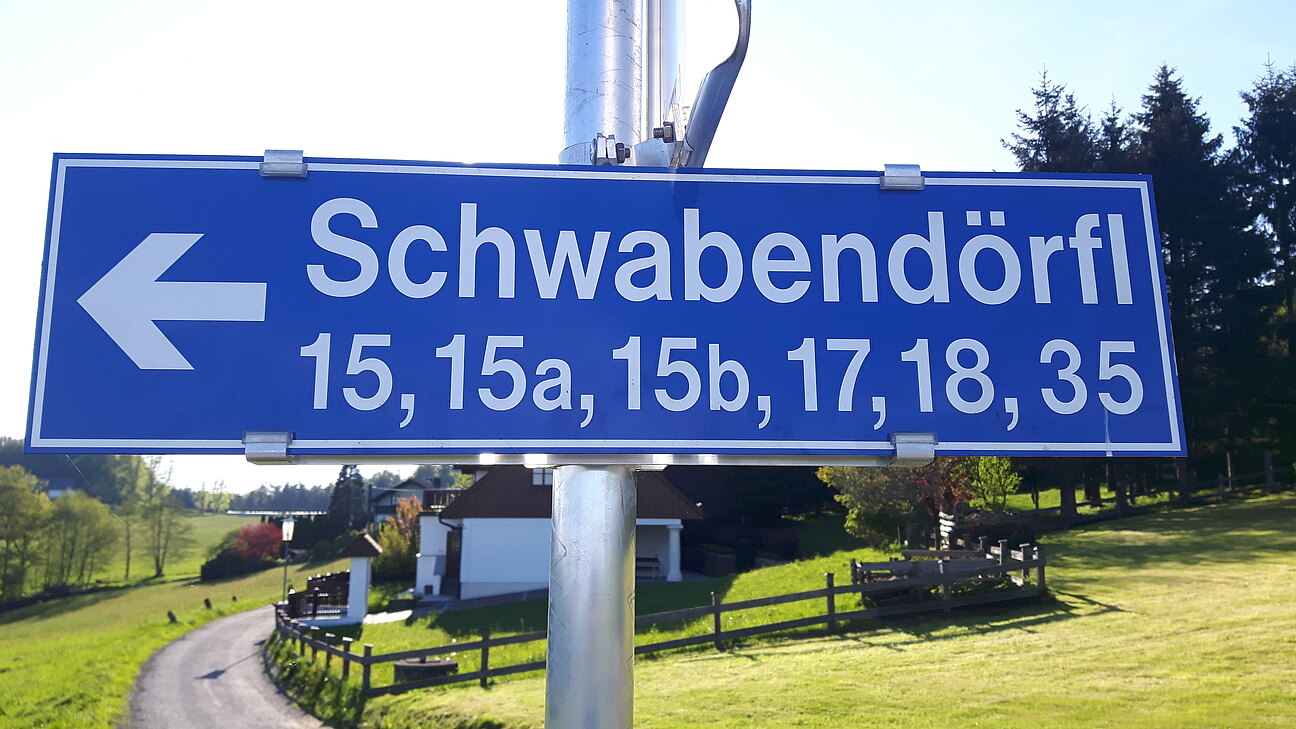 Schwabendörfl
15, 15a, 15b, 17, 18, 35